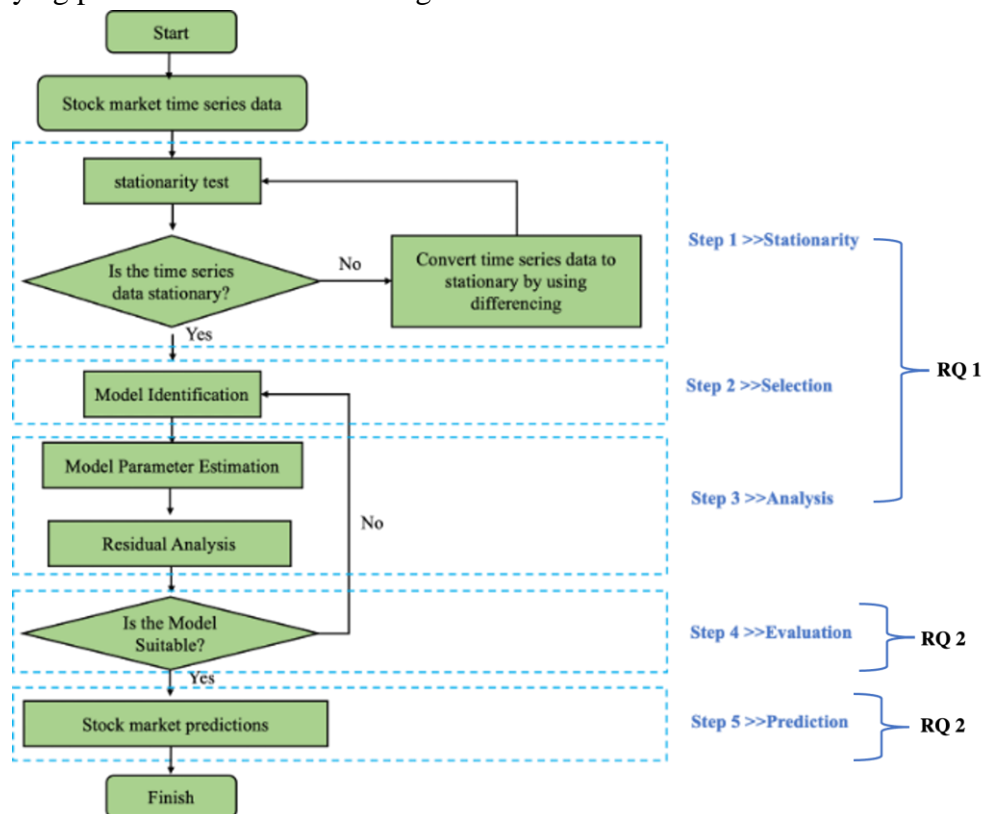 Start
Stock market time series data
stationarity test
Is the time series
data stationary?
No
Convert time series data to
stationary by using
differencing
Yes
Step 1 >>Stationarity
Model Identification
Step 2 >>Selection
RQ 1
Model Parameter Estimation
Residual Analysis
No
Step 3 >>Analysis
Is the Model
Suitable?
Yes
Step 4 >>Evaluation
RQ 2
Stock market predictions
Step 5 >>Prediction
RQ 2
Finish